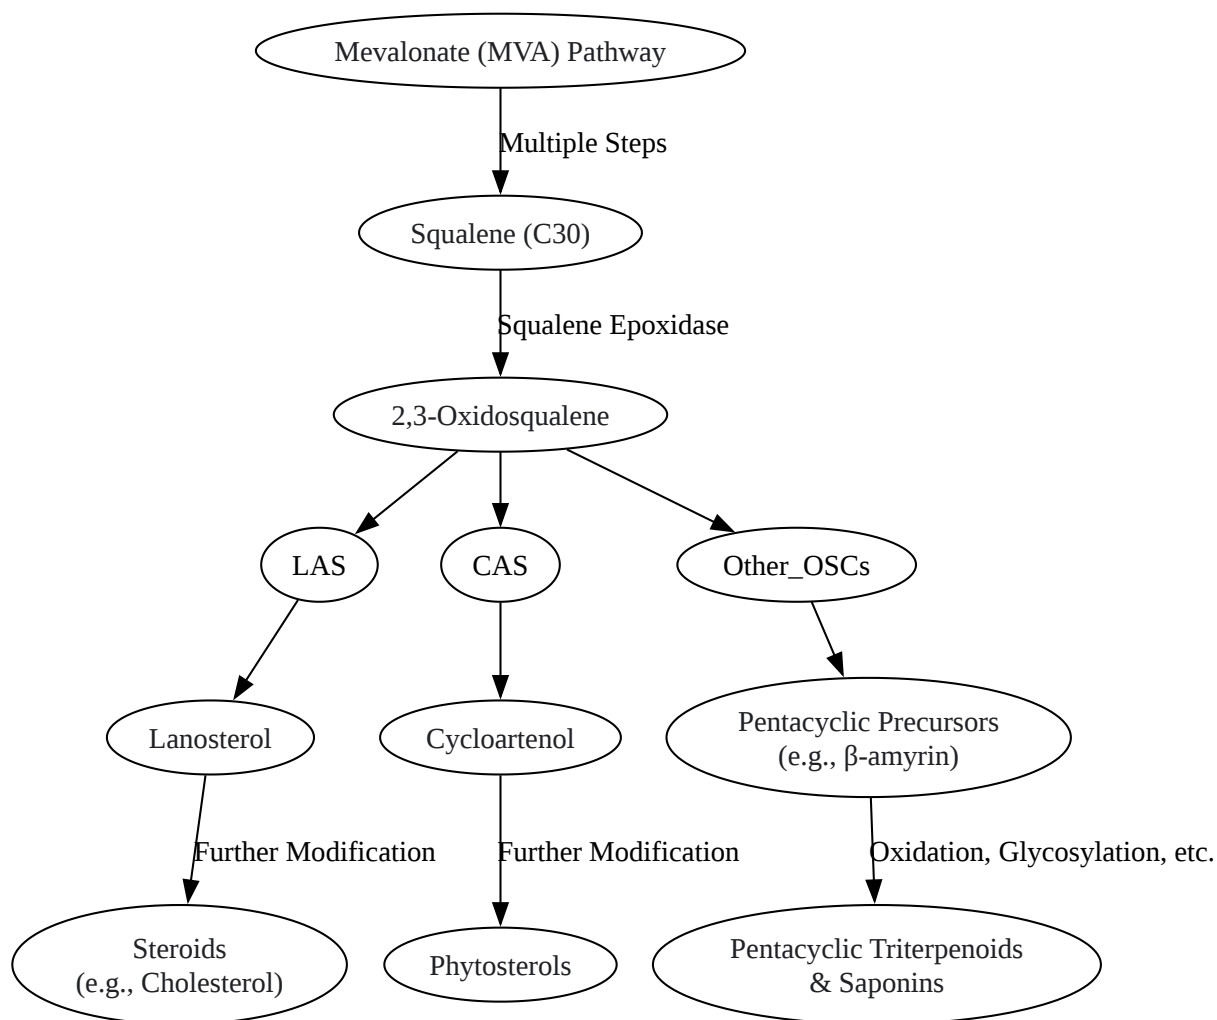 Mevalonate (MVA) Pathway
Multiple Steps
Squalene (C30)
Squalene Epoxidase
2,3-Oxidosqualene
LAS
CAS
Other_OSCs
Lanosterol
Cycloartenol
Pentacyclic Precursors
(e.g., β-amyrin)
Further Modification
Further Modification
Oxidation, Glycosylation, etc.
Steroids
(e.g., Cholesterol)
Phytosterols
Pentacyclic Triterpenoids
& Saponins